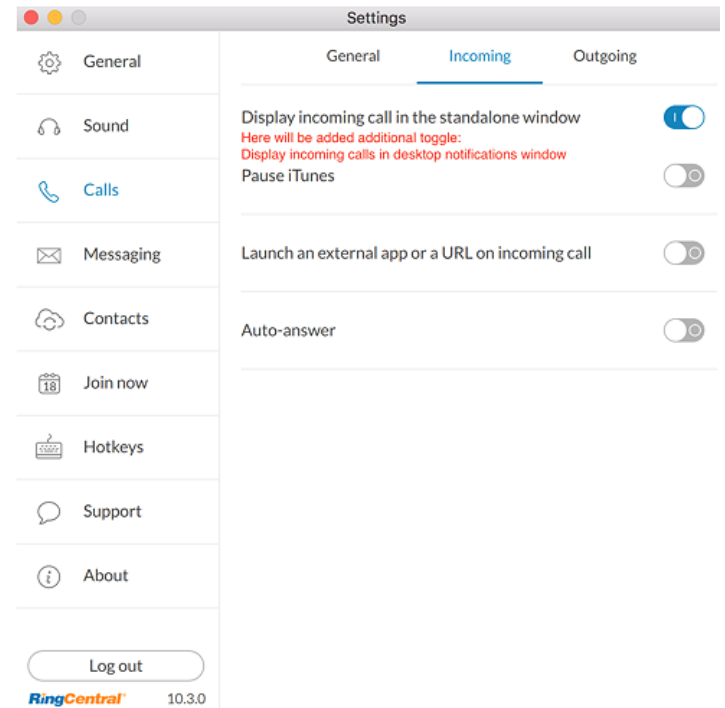 Settings
General
Sound
Calls
Messaging
Contacts
18
Join now
Hotkeys
Support
About
Log out
RingCentral
10.3.0
General Incoming Outgoing
Display incoming call in the standalone window
Here will be added additional toggle:
Display incoming calls in desktop notifications window
Pause iTunes
Launch an external app or a URL on incoming call
Auto-answer